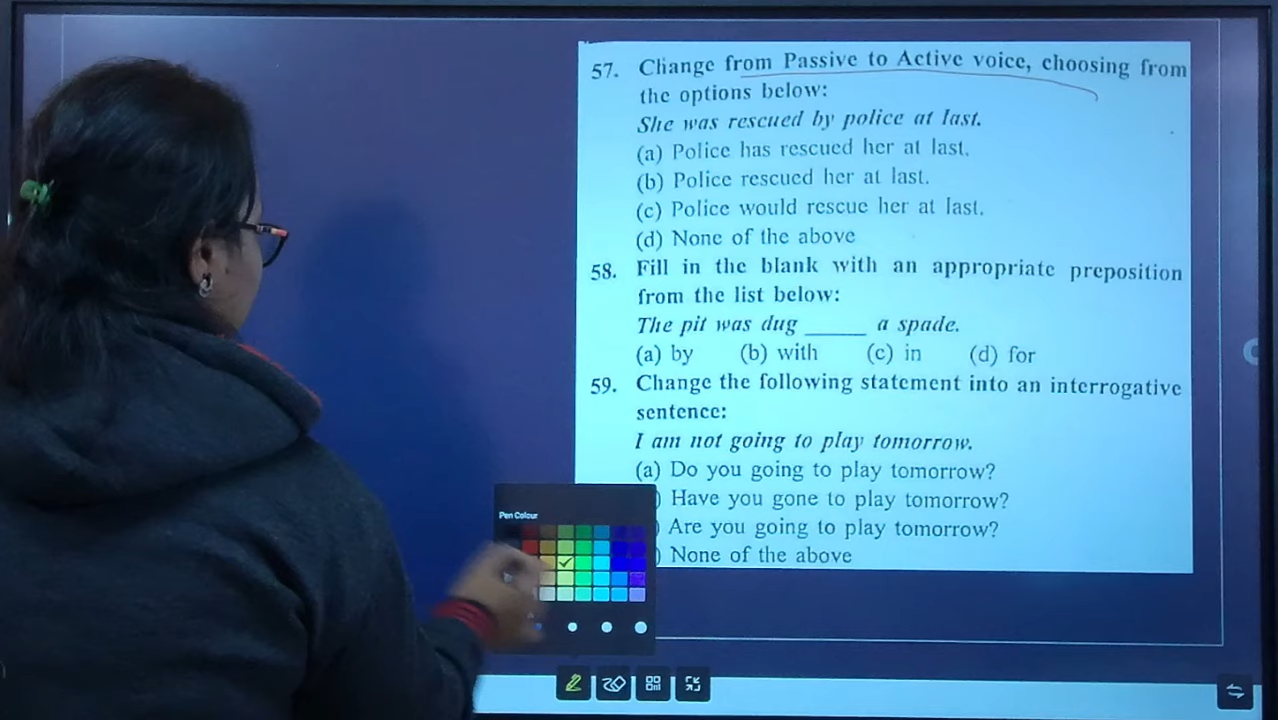 57. Change from Passive to Active voice, choosing from
the options below:
She was rescued by police at last.
(a) Police has rescued her at last.
(b) Police rescued her at last.
(c) Police would rescue her at last.
(d) None of the above
58. Fill in the blank with an appropriate preposition
from the list below:
The pit was dug _____ a spade.
(a) by (b) with (c) in (d) for
59. Change the following statement into an interrogative
sentence:
I am not going to play tomorrow.
(a) Do you going to play tomorrow?
) Have you gone to play tomorrow?
) Are you going to play tomorrow?
) None of the above
Pen Colour